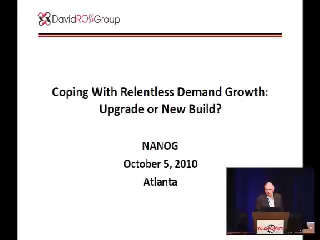 DavidROSSGroup
Coping With Relentless Demand Growth:
Upgrade or New Build?
NANOG
October 5, 2010
Atlanta